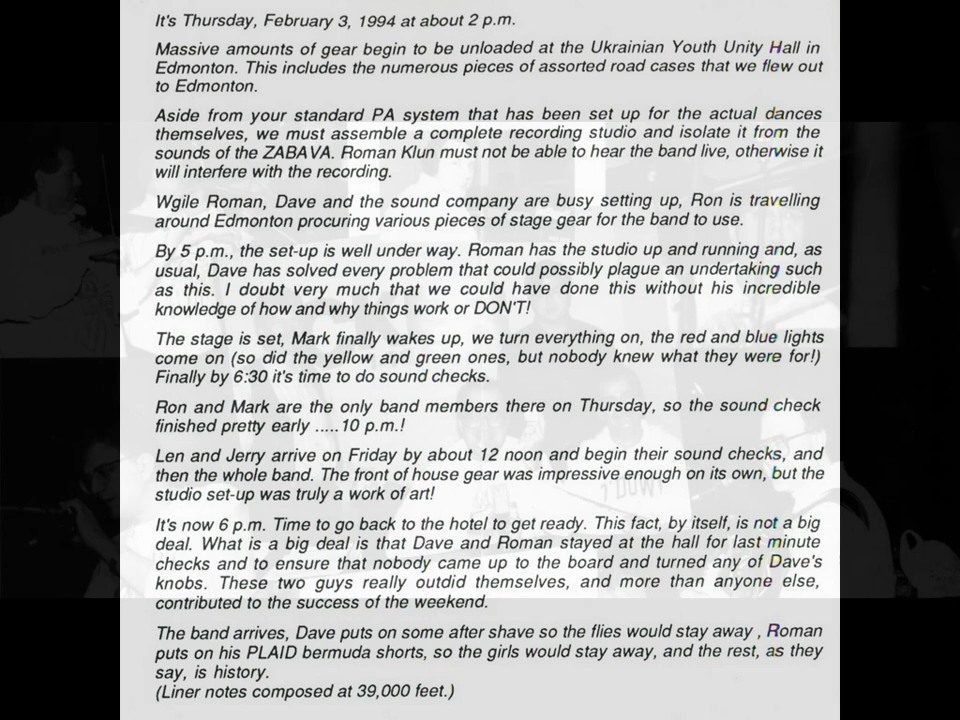 It's Thursday, February 3, 1994 at about 2 p.m.
Massive amounts of gear begin to be unloaded at the Ukrainian Youth Unity Hall in
Edmonton. This includes the numerous pieces of assorted road cases that we flew out
to Edmonton.
Aside from your standard PA system that has been set up for the actual dances
themselves, we must assemble a complete recording studio and isolate it from the
sounds of the ZABAVA. Roman Klun must not be able to hear the band live, otherwise it
will interfere with the recording.
Wgile Roman, Dave and the sound company are busy setting up, Ron is travelling
around Edmonton procuring various pieces of stage gear for the band to use.
By 5 p.m., the set-up is well under way. Roman has the studio up and running and, as
usual, Dave has solved every problem that could possibly plague an undertaking such
as this. I doubt very much that we could have done this without his incredible
knowledge of how and why things work or DON'T!
The stage is set, Mark finally wakes up, we turn everything on, the red and blue lights
come on (so did the yellow and green ones, but nobody knew what they were for!)
Finally by 6:30 it's time to do sound checks.
Ron and Mark are the only band members there on Thursday, so the sound check
finished pretty early .....10 p.m.!
Len and Jerry arrive on Friday by about 12 noon and begin their sound checks, and
then the whole band. The front of house gear was impressive enough on its own, but the
studio set-up was truly a work of art!
It's now 6 p.m. Time to go back to the hotel to get ready. This fact, by itself, is not a big
deal. What is a big deal is that Dave and Roman stayed at the hall for last minute
checks and to ensure that nobody came up to the board and turned any of Dave's
knobs. These two guys really outdid themselves, and more than anyone else,
contributed to the success of the weekend.
The band arrives, Dave puts on some after shave so the flies would stay away , Roman
puts on his PLAID bermuda shorts, so the girls would stay away, and the rest, as they
say, is history.
(Liner notes composed at 39,000 feet.)